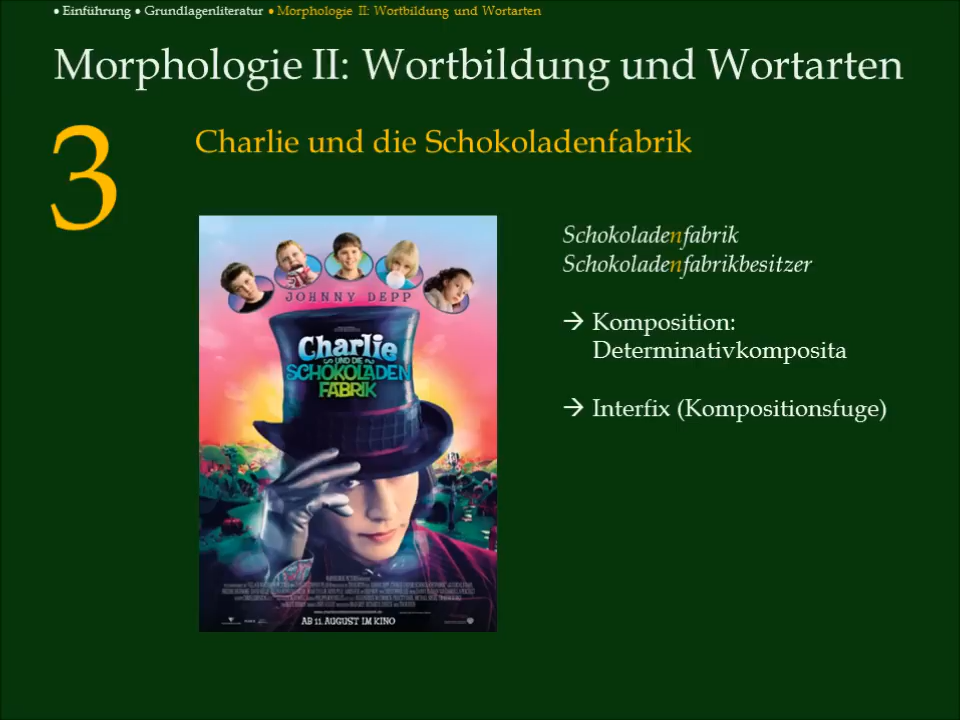 ● Einführung ● Grundlagenliteratur ● Morphologie II: Wortbildung und Wortarten
Morphologie II: Wortbildung und Wortarten
3
Charlie und die Schokoladenfabrik
Schokoladenfabrik
Schokoladenfabrikbesitzer
→ Komposition:
Determinativkomposita
→ Interfix (Kompositionsfuge)
JOHNNY DEPP
Charlie
UND DIE
SCHOKOLADEN
FABRIK
AB 11. AUGUST IM KINO